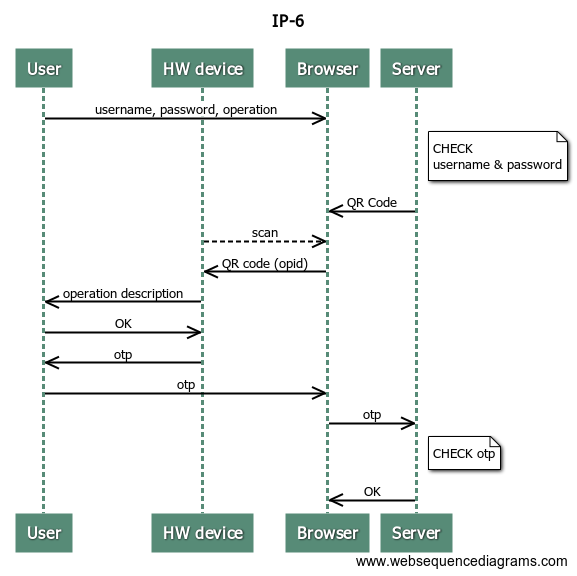 IP-6
User HW device Browser Server
username, password, operation
CHECK
username & password
QR Code
scan
QR code (opid)
operation description
OK
otp
otp
otp
CHECK otp
OK
User HW device Browser Server
www.websequencediagrams.com